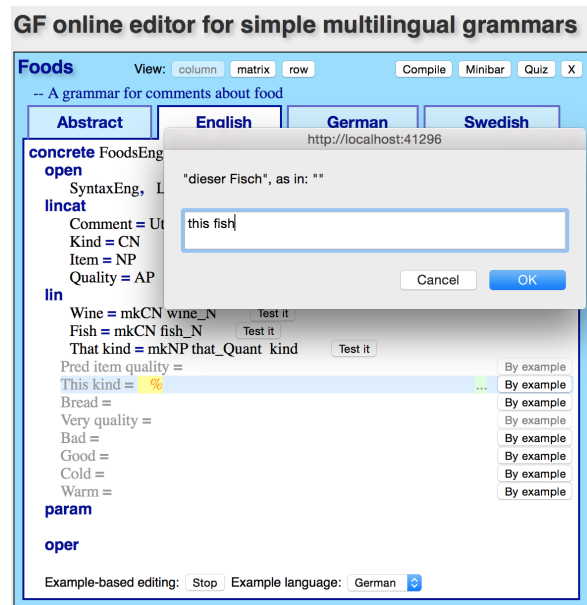 GF online editor for simple multilingual grammars
Foods View: column matrix row Compile Minibar Quiz X
-- A grammar for comments about food
Abstract English German Swedish
http://localhost:41296
concrete FoodsEng
"dieser Fisch", as in: ""
open
SyntaxEng, L
this fish
lincat
Comment = Ut
Kind = CN
Item = NP
Quality = AP
Cancel OK
lin
Wine = mkCN wine_N Test it
Fish = mkCN fish_N Test it
That kind = mkNP that_Quant kind Test it
Pred item quality = By example
This kind = % ... By example
Bread = By example
Very quality = By example
Bad = By example
Good = By example
Cold = By example
Warm = By example
param
oper
Example-based editing: Stop Example language: German